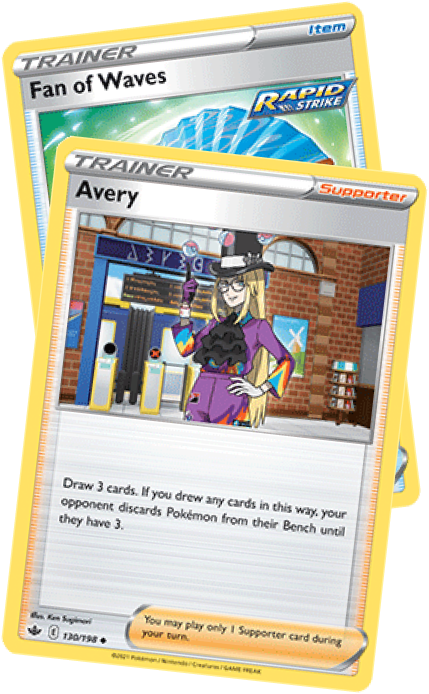 TRAINER
Item
Fan of Waves
RAPID
STRIKE
TRAINER
Supporter
Avery
Draw 3 cards. If you drew any cards in this way, your
opponent discards Pokémon from their Bench until
they have 3.
Illus. Ken Sugimori
E 130/198
You may play only 1 Supporter card during
your turn.
©2021 Pokémon / Nintendo / Creatures / GAME FREAK